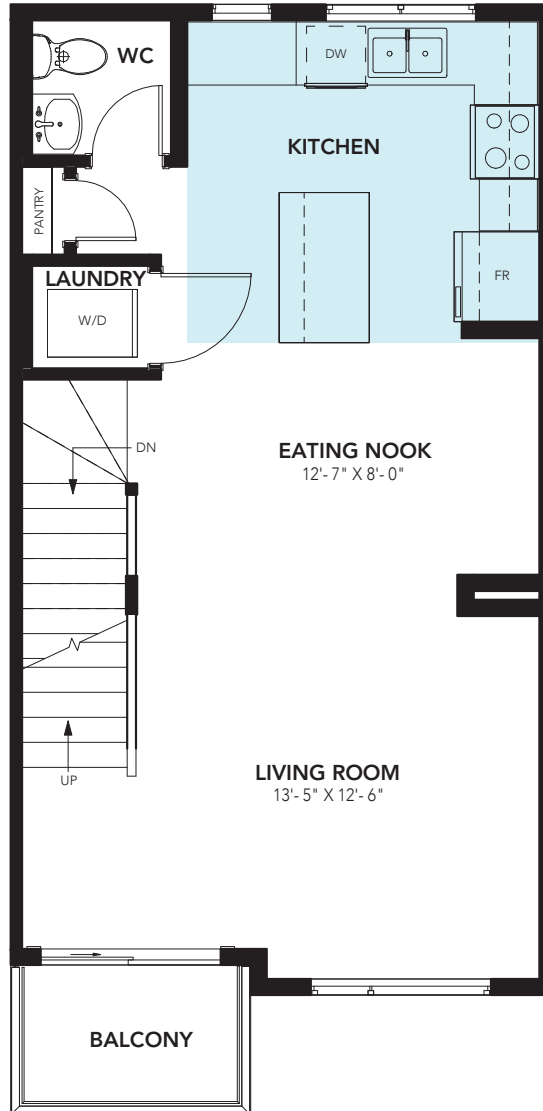 WC
DW
KITCHEN
PANTRY
LAUNDRY
FR
W/D
DN
EATING NOOK
12'- 7" X 8'- 0"
LIVING ROOM
13'- 5" X 12'- 6"
UP
BALCONY